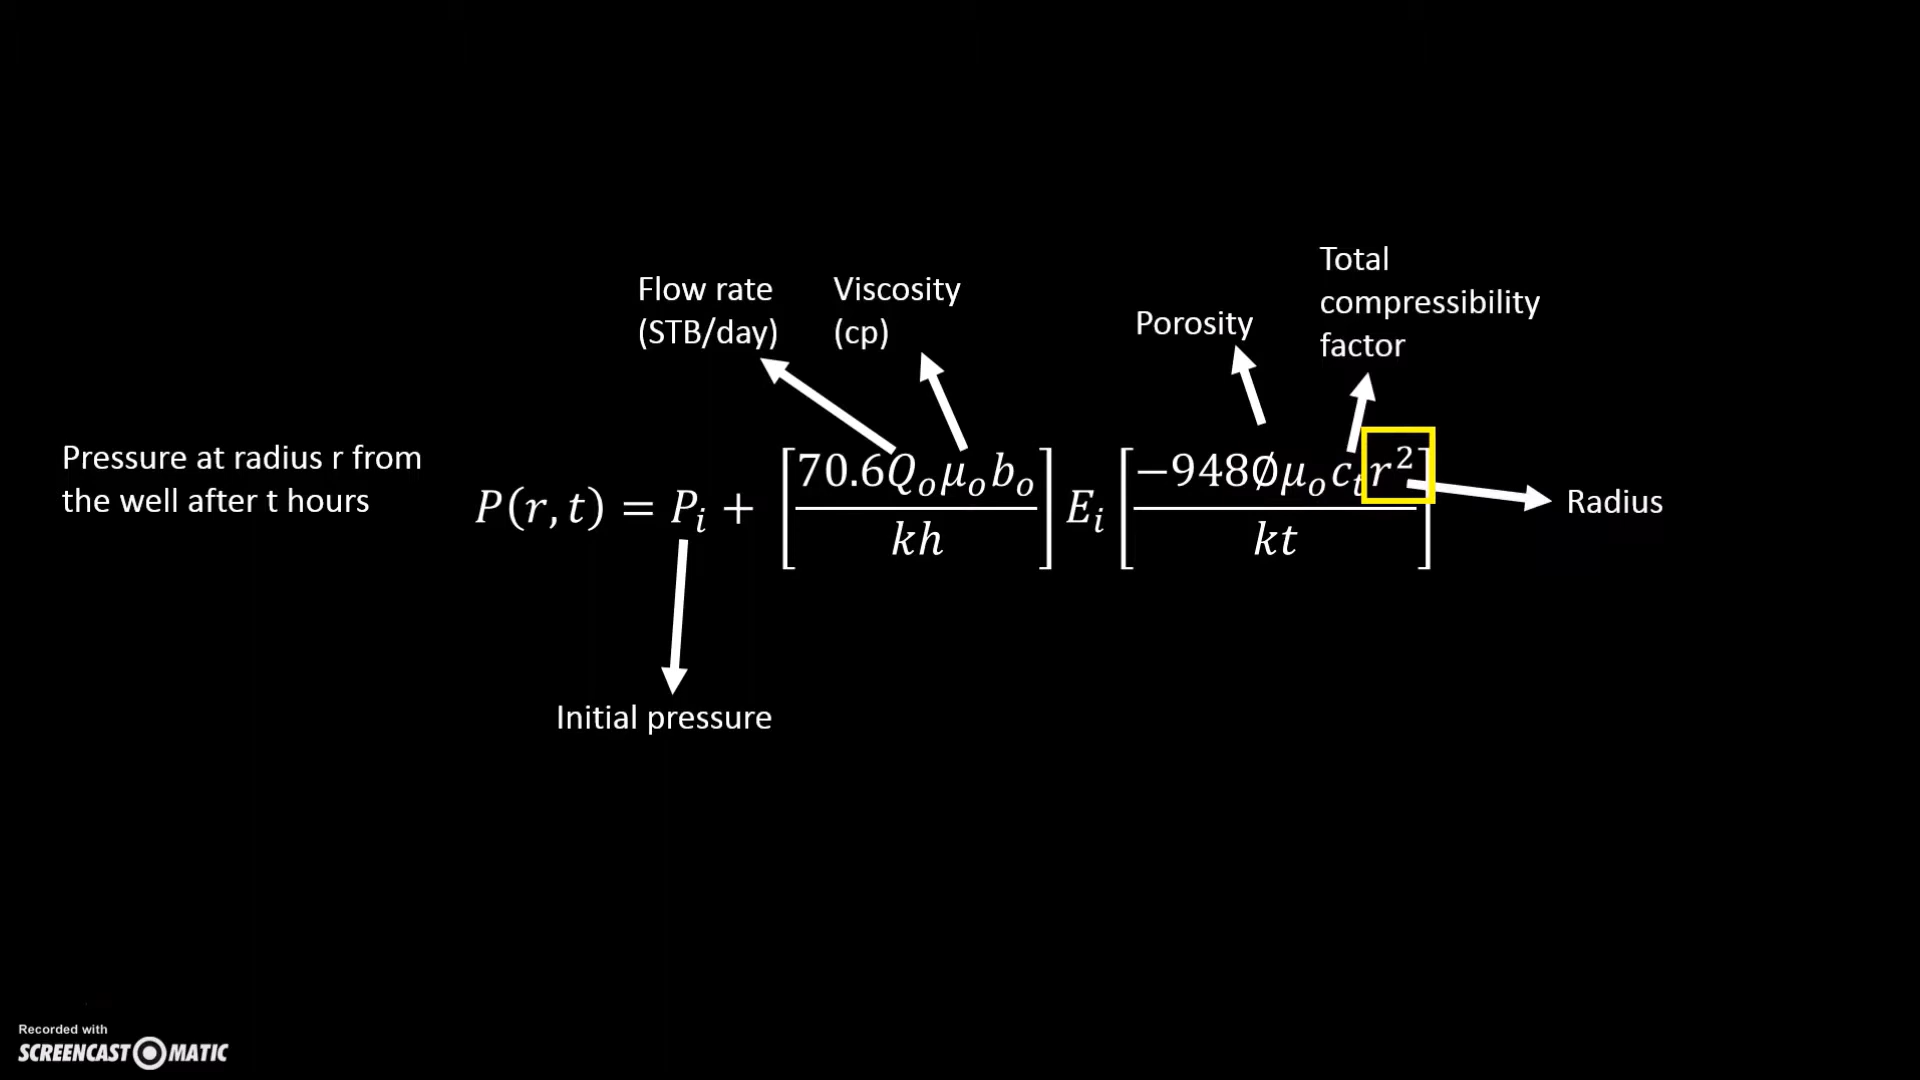 Total
compressibility
factor
Flow rate
(STB/day)
Viscosity
(cp)
Porosity
Pressure at radius r from
the well after t hours
P(r, t) = Pᵢ + [70.6Qₒμₒbₒ / kh] Eᵢ [−948∅μₒcₜr² / kt]
Radius
Initial pressure
Recorded with
SCREENCAST MATIC